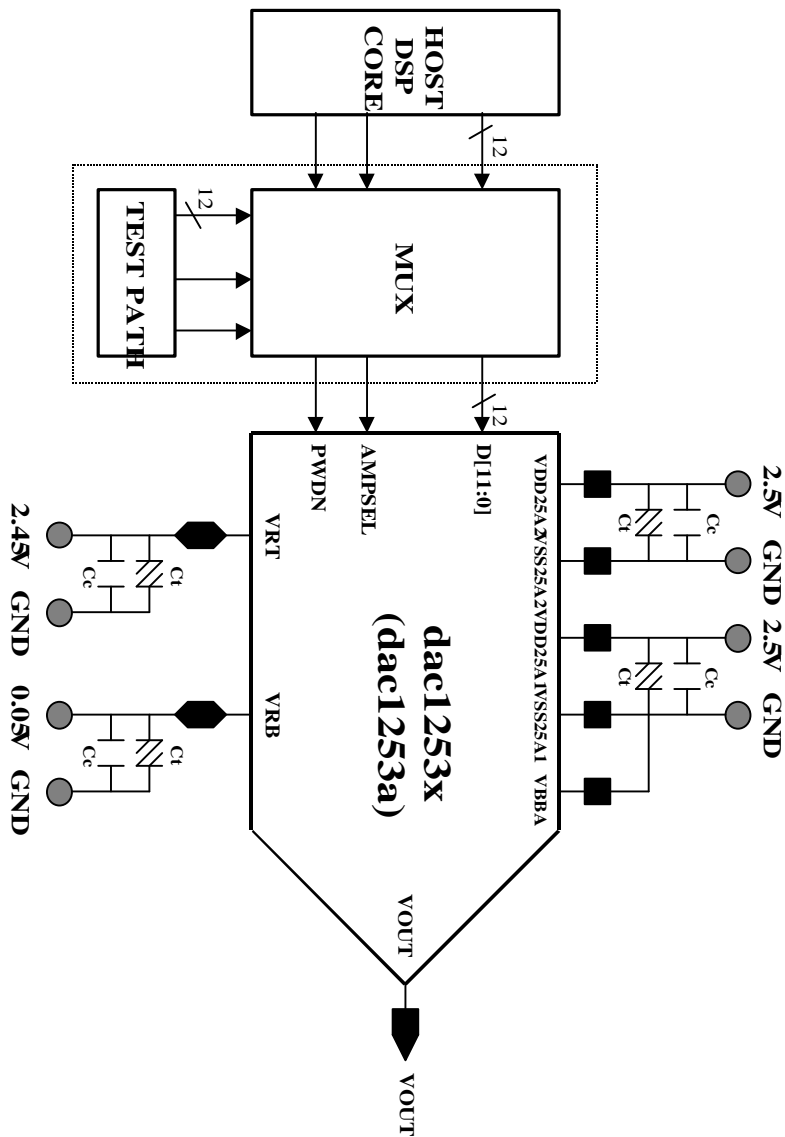 HOST
DSP
CORE
12
MUX
12
TEST PATH
12
D[11:0]
AMPSEL
PWDN
VDD25A2
VSS25A2
VDD25A1
VSS25A1
VBBA
2.5V
GND
2.5V
GND
Cc
Ct
Cc
Ct
dac1253x
(dac1253a)
VRT
VRB
Ct
Cc
Ct
Cc
2.45V
GND
0.05V
GND
VOUT
VOUT